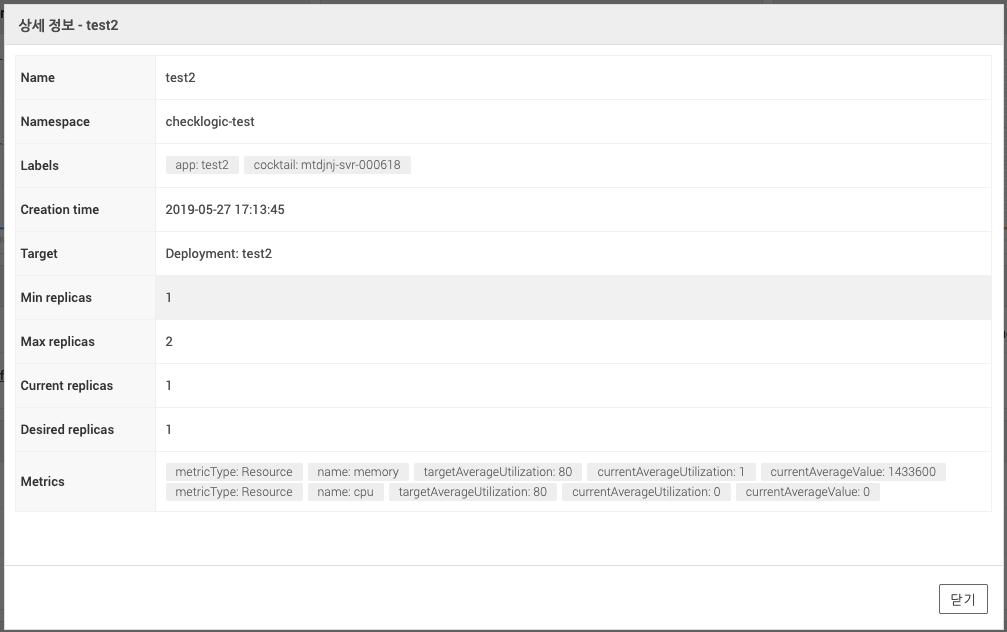 상세 정보 - test2
Name test2
Namespace checklogic-test
Labels app: test2 cocktail: mtdjnj-svr-000618
Creation time 2019-05-27 17:13:45
Target Deployment: test2
Min replicas 1
Max replicas 2
Current replicas 1
Desired replicas 1
Metrics metricType: Resource name: memory targetAverageUtilization: 80 currentAverageUtilization: 1 currentAverageValue: 1433600
metricType: Resource name: cpu targetAverageUtilization: 80 currentAverageUtilization: 0 currentAverageValue: 0
닫기